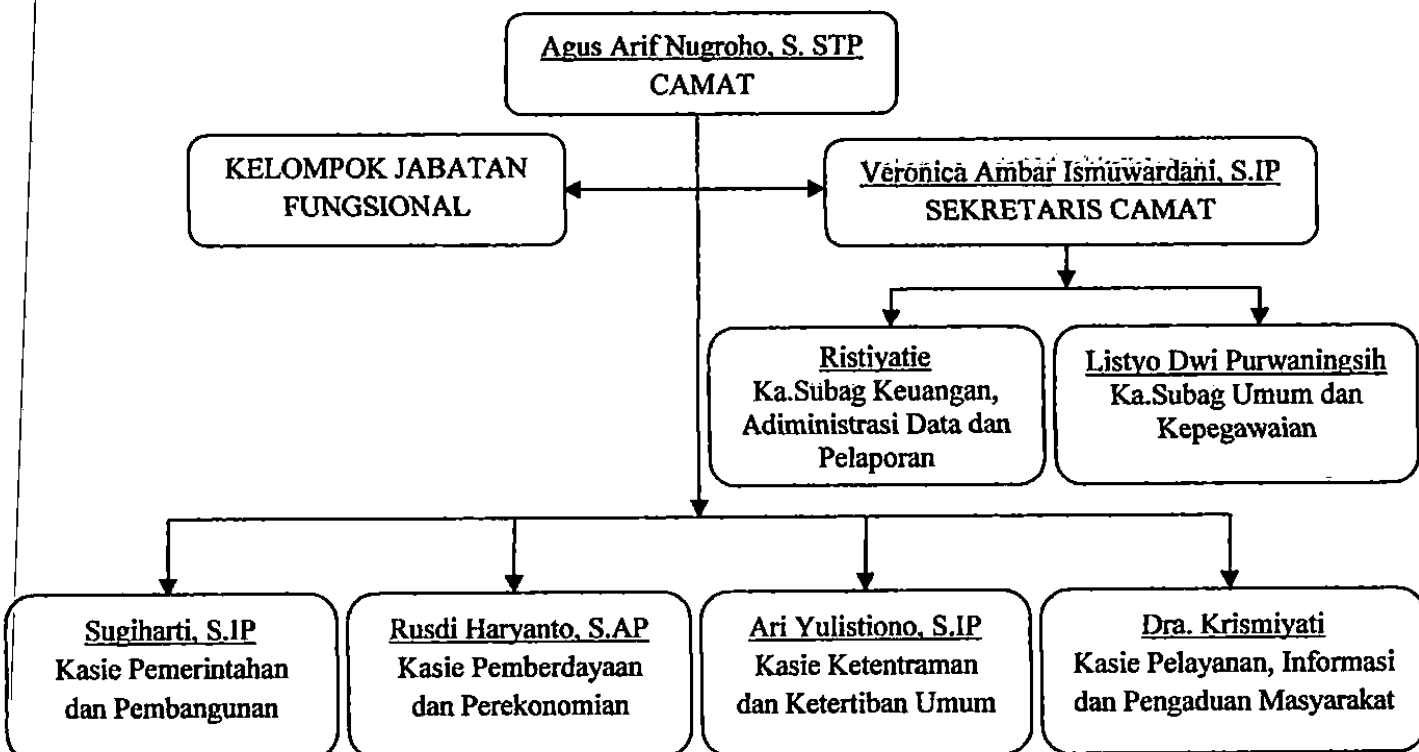 Agus Arif Nugroho, S. STP
CAMAT
KELOMPOK JABATAN
FUNGSIONAL
Veronica Ambar Ismuwardani, S.IP
SEKRETARIS CAMAT
Ristiyatie
Ka.Subag Keuangan,
Adiministrasi Data dan
Pelaporan
Listyo Dwi Purwaningsih
Ka.Subag Umum dan
Kepegawaian
Sugiharti, S.IP
Kasie Pemerintahan
dan Pembangunan
Rusdi Haryanto, S.AP
Kasie Pemberdayaan
dan Perekonomian
Ari Yulistiono, S.IP
Kasie Ketentraman
dan Ketertiban Umum
Dra. Krismiyati
Kasie Pelayanan, Informasi
dan Pengaduan Masyarakat